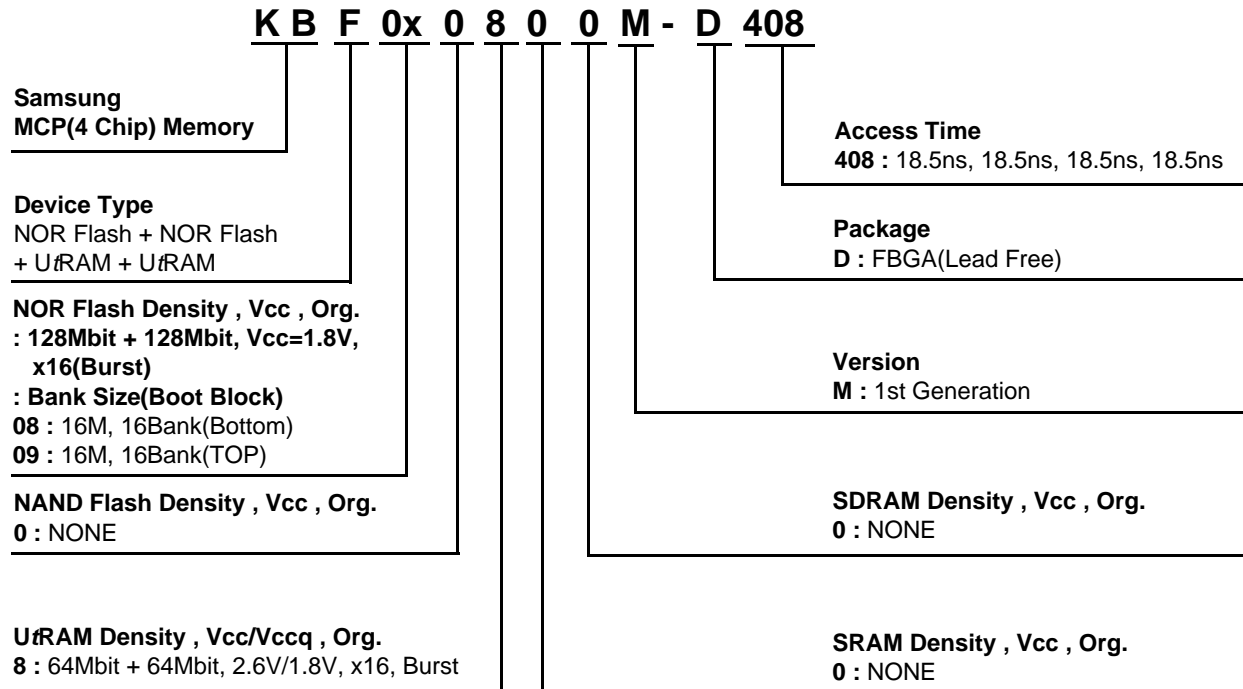 K B F 0x 0 8 0 0 M - D 408
Samsung
MCP(4 Chip) Memory
Device Type
NOR Flash + NOR Flash
+ UtRAM + UtRAM
NOR Flash Density , Vcc , Org.
: 128Mbit + 128Mbit, Vcc=1.8V,
x16(Burst)
: Bank Size(Boot Block)
08 : 16M, 16Bank(Bottom)
09 : 16M, 16Bank(TOP)
NAND Flash Density , Vcc , Org.
0 : NONE
UtRAM Density , Vcc/Vccq , Org.
8 : 64Mbit + 64Mbit, 2.6V/1.8V, x16, Burst
Access Time
408 : 18.5ns, 18.5ns, 18.5ns, 18.5ns
Package
D : FBGA(Lead Free)
Version
M : 1st Generation
SDRAM Density , Vcc , Org.
0 : NONE
SRAM Density , Vcc , Org.
0 : NONE